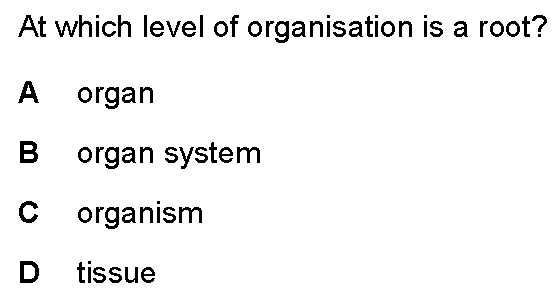 At which level of organisation is a root?
A organ
B organ system
C organism
D tissue